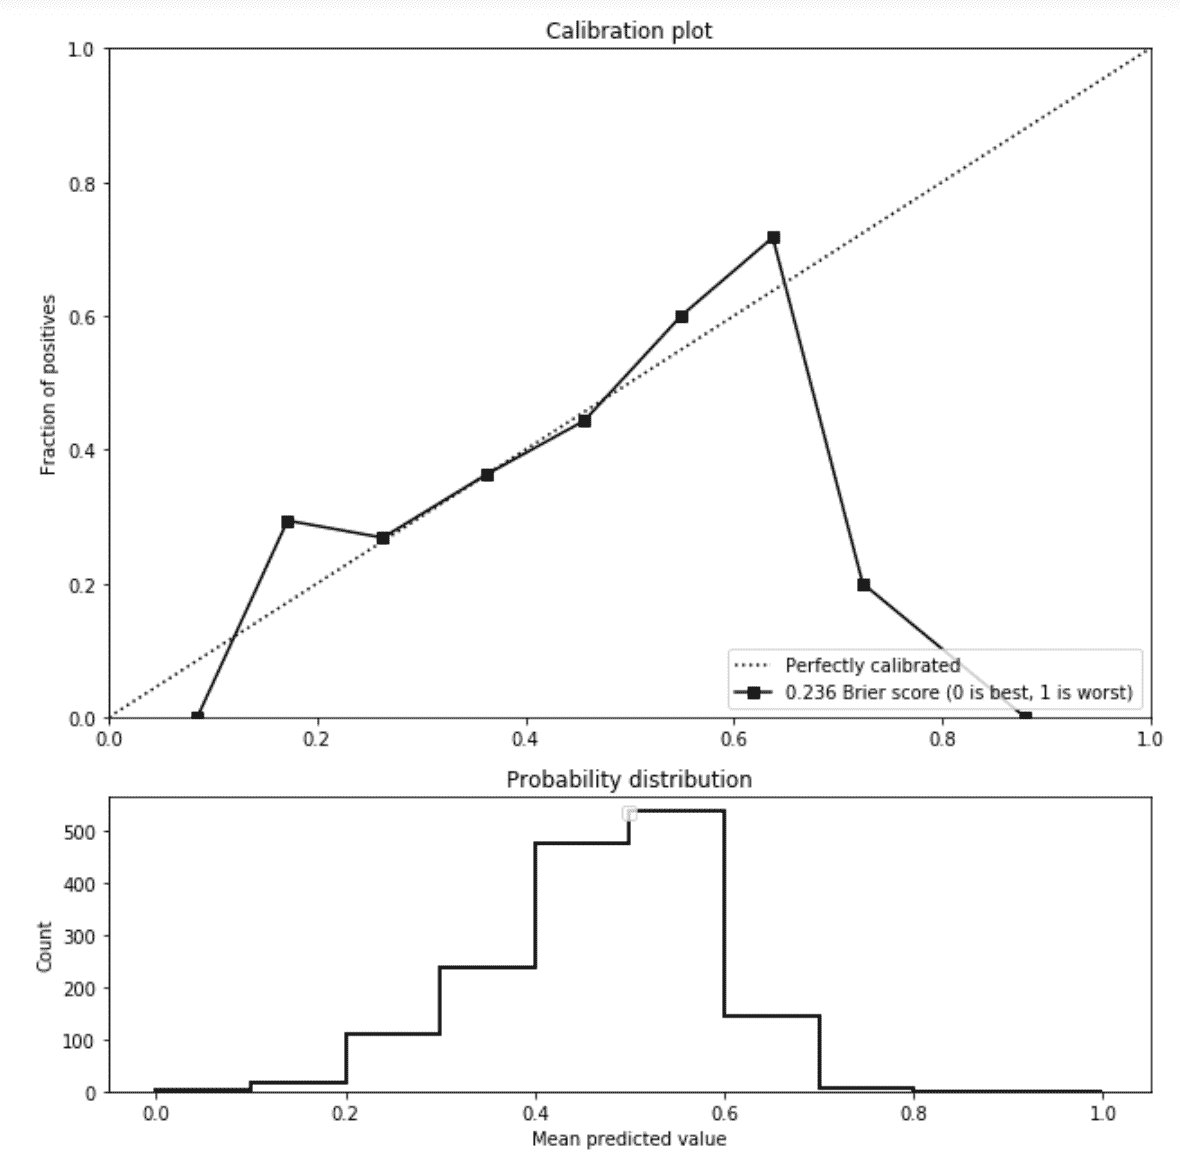 Calibration plot
1.0
0.8
0.6
0.4
0.2
0.0
Fraction of positives
0.0 0.2 0.4 0.6 0.8 1.0
Perfectly calibrated
0.236 Brier score (0 is best, 1 is worst)
Probability distribution
500
400
300
200
100
0
Count
0.0 0.2 0.4 0.6 0.8 1.0
Mean predicted value